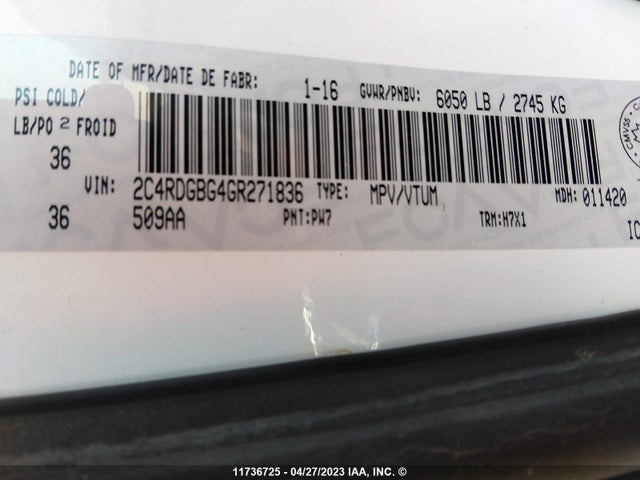 DATE OF MFR/DATE DE FABR: 1-16 GVWR/PNBV: 6050 LB / 2745 KG
PSI COLD/
LB/PO 2 FROID
36
VIN: 2C4RDGBG4GR271836 TYPE: MPV/VTUM MDH: 011420
36 509AA PNT: PW7 TRM: H7X1 IC
CMVSS
11736725 - 04/27/2023 IAA, INC. ©